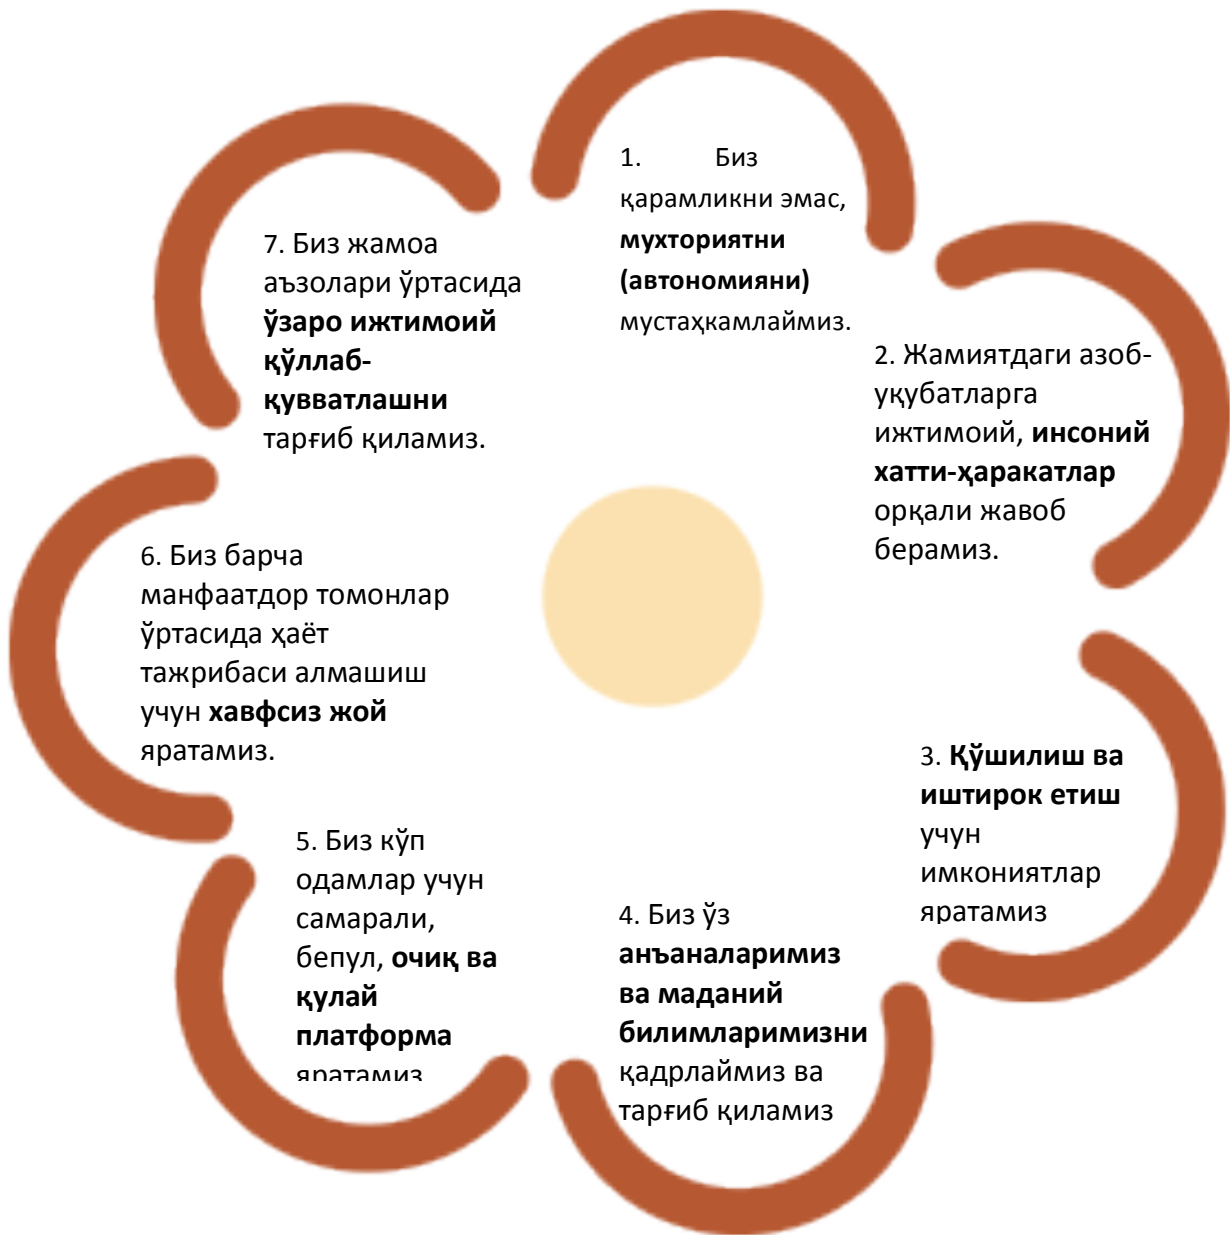 1. Биз
қарамликни эмас,
мухториятни
(автономияни)
мустаҳкамлаймиз.
2. Жамиятдаги азоб-
уқубатларга
ижтимоий, инсоний
хатти-ҳаракатлар
орқали жавоб
берамиз.
3. Қўшилиш ва
иштирок етиш
учун
имкониятлар
яратамиз
4. Биз ўз
анъаналаримиз
ва маданий
билимларимизни
қадрлаймиз ва
тарғиб қиламиз
5. Биз кўп
одамлар учун
самарали,
бепул, очиқ ва
қулай
платформа
яратамиз
6. Биз барча
манфаатдор томонлар
ўртасида ҳаёт
тажрибаси алмашиш
учун хавфсиз жой
яратамиз.
7. Биз жамоа
аъзолари ўртасида
ўзаро ижтимоий
қўллаб-
қувватлашни
тарғиб қиламиз.